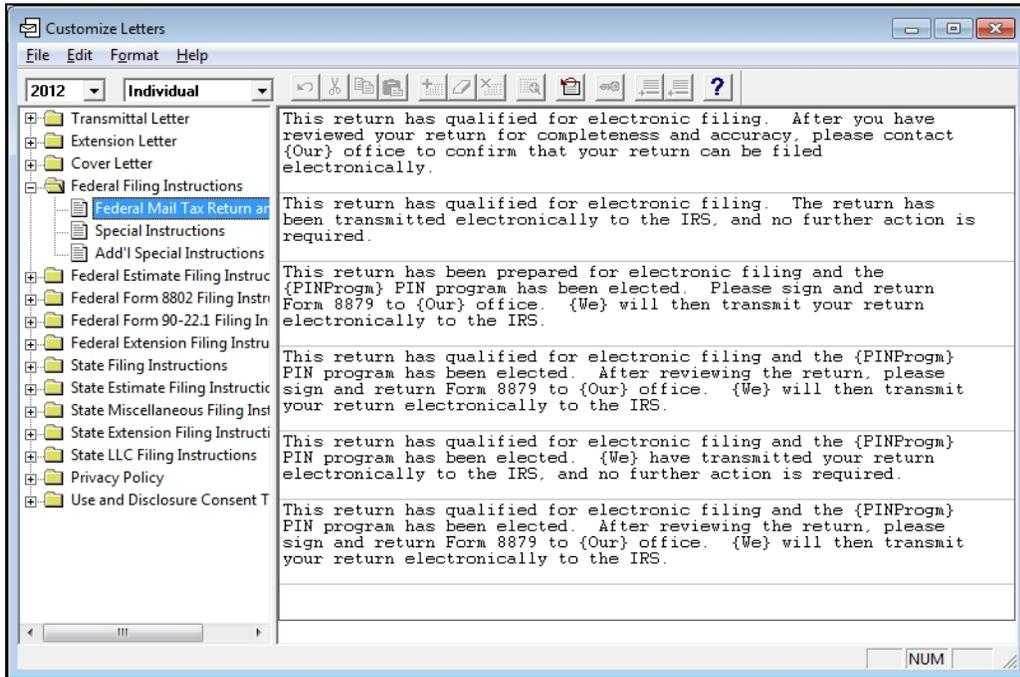 Customize Letters
File Edit Format Help
2012 Individual
Transmittal Letter
Extension Letter
Cover Letter
Federal Filing Instructions
Federal Mail Tax Return an
Special Instructions
Add'l Special Instructions
Federal Estimate Filing Instruc
Federal Form 8802 Filing Instru
Federal Form 90-22.1 Filing In
Federal Extension Filing Instru
State Filing Instructions
State Estimate Filing Instructio
State Miscellaneous Filing Inst
State Extension Filing Instructi
State LLC Filing Instructions
Privacy Policy
Use and Disclosure Consent T
This return has qualified for electronic filing. After you have
reviewed your return for completeness and accuracy, please contact
{Our} office to confirm that your return can be filed
electronically.
This return has qualified for electronic filing. The return has
been transmitted electronically to the IRS, and no further action is
required.
This return has been prepared for electronic filing and the
{PINProgm} PIN program has been elected. Please sign and return
Form 8879 to {Our} office. {We} will then transmit your return
electronically to the IRS.
This return has qualified for electronic filing and the {PINProgm}
PIN program has been elected. After reviewing the return, please
sign and return Form 8879 to {Our} office. {We} will then transmit
your return electronically to the IRS.
This return has qualified for electronic filing and the {PINProgm}
PIN program has been elected. {We} have transmitted your return
electronically to the IRS, and no further action is required.
This return has qualified for electronic filing and the {PINProgm}
PIN program has been elected. After reviewing the return, please
sign and return Form 8879 to {Our} office. {We} will then transmit
your return electronically to the IRS.
NUM